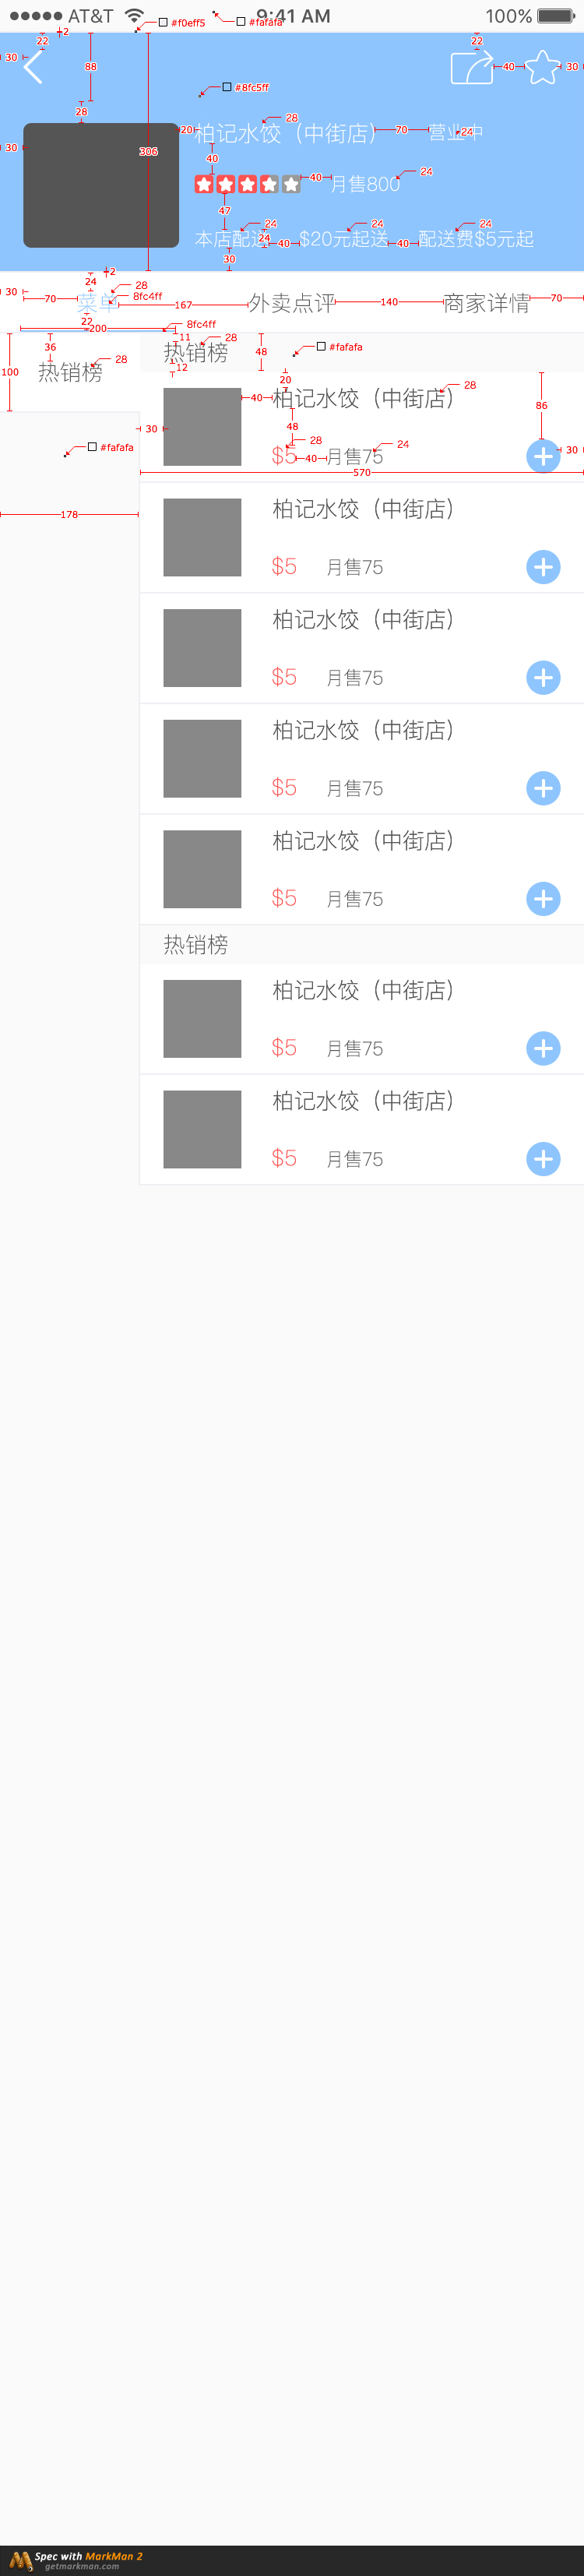 AT&T 9:41 AM 100%
#f0eff5 #fafafa
2
22 22
30 88 40 30
#8fc5ff
28
28
20 柏记水饺（中街店） 70 营业中 24
30 306
40
40 月售800 24
47
24 24 24
本店配送 24 40 $20元起送 40 配送费$5元起
30
2
24 28
30 8fc4ff
70 菜单 167 外卖点评 140 商家详情 70
22 8fc4ff
200
11 28
36 热销榜 48 #fafafa
28
100 热销榜 12
20 28
40 柏记水饺（中街店） 86
30 48
28 24 30
#fafafa $5 40 月售75
570
178
柏记水饺（中街店）
$5 月售75
柏记水饺（中街店）
$5 月售75
柏记水饺（中街店）
$5 月售75
柏记水饺（中街店）
$5 月售75
热销榜
柏记水饺（中街店）
$5 月售75
柏记水饺（中街店）
$5 月售75
Spec with MarkMan 2
getmarkman.com